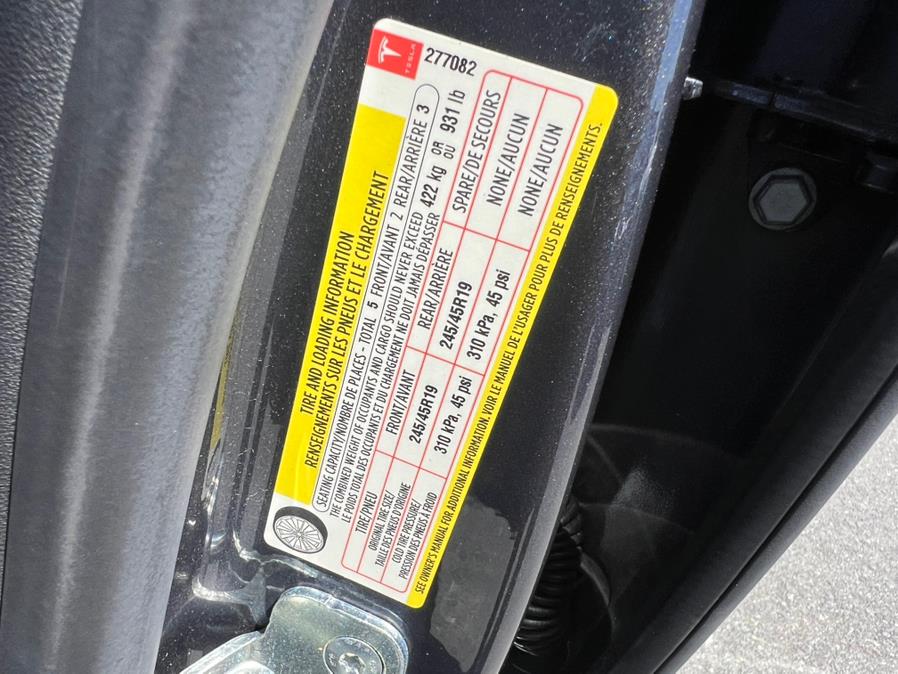 TESLA
277082
TIRE AND LOADING INFORMATION
RENSEIGNEMENTS SUR LES PNEUS ET LE CHARGEMENT
SEATING CAPACITY/NOMBRE DE PLACES - TOTAL 5 FRONT/AVANT 2 REAR/ARRIÈRE 3
THE COMBINED WEIGHT OF OCCUPANTS AND CARGO SHOULD NEVER EXCEED 422 kg OR 931 lb
LE POIDS TOTAL DES OCCUPANTS ET DU CHARGEMENT NE DOIT JAMAIS DÉPASSER OU
TIRE/PNEU FRONT/AVANT REAR/ARRIÈRE SPARE/DE SECOURS
ORIGINAL TIRE SIZE/ 245/45R19 245/45R19 NONE/AUCUN
TAILLE DES PNEUS D'ORIGINE
COLD TIRE PRESSURE/ 310 kPa, 45 psi 310 kPa, 45 psi NONE/AUCUN
PRESSION DES PNEUS À FROID
SEE OWNER'S MANUAL FOR ADDITIONAL INFORMATION. VOIR LE MANUEL DE L'USAGER POUR PLUS DE RENSEIGNEMENTS.